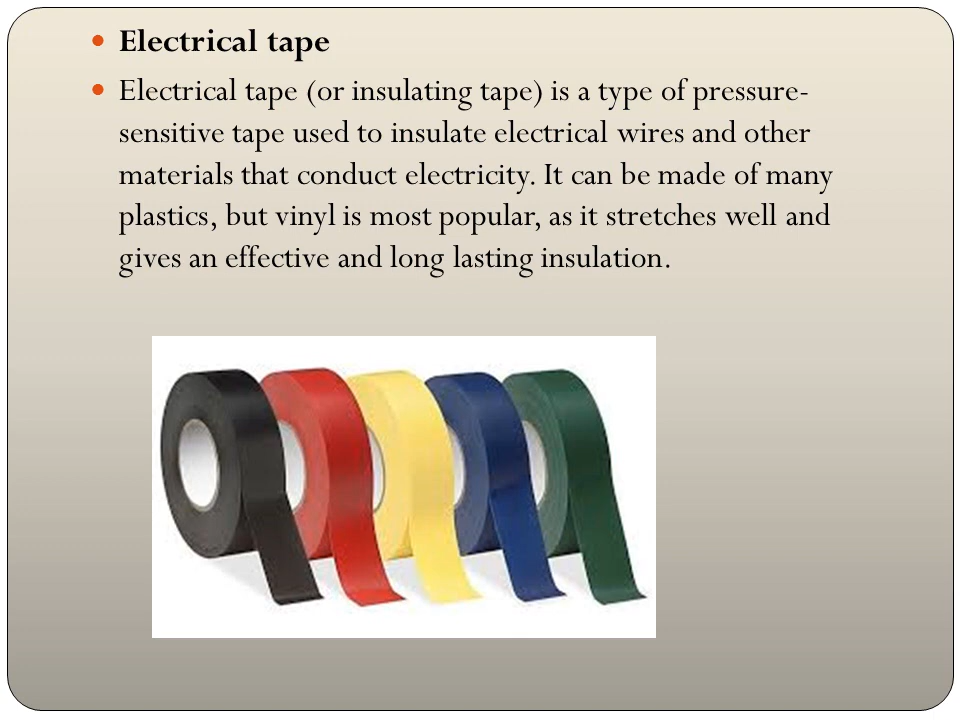 Electrical tape
Electrical tape (or insulating tape) is a type of pressure-
sensitive tape used to insulate electrical wires and other
materials that conduct electricity. It can be made of many
plastics, but vinyl is most popular, as it stretches well and
gives an effective and long lasting insulation.